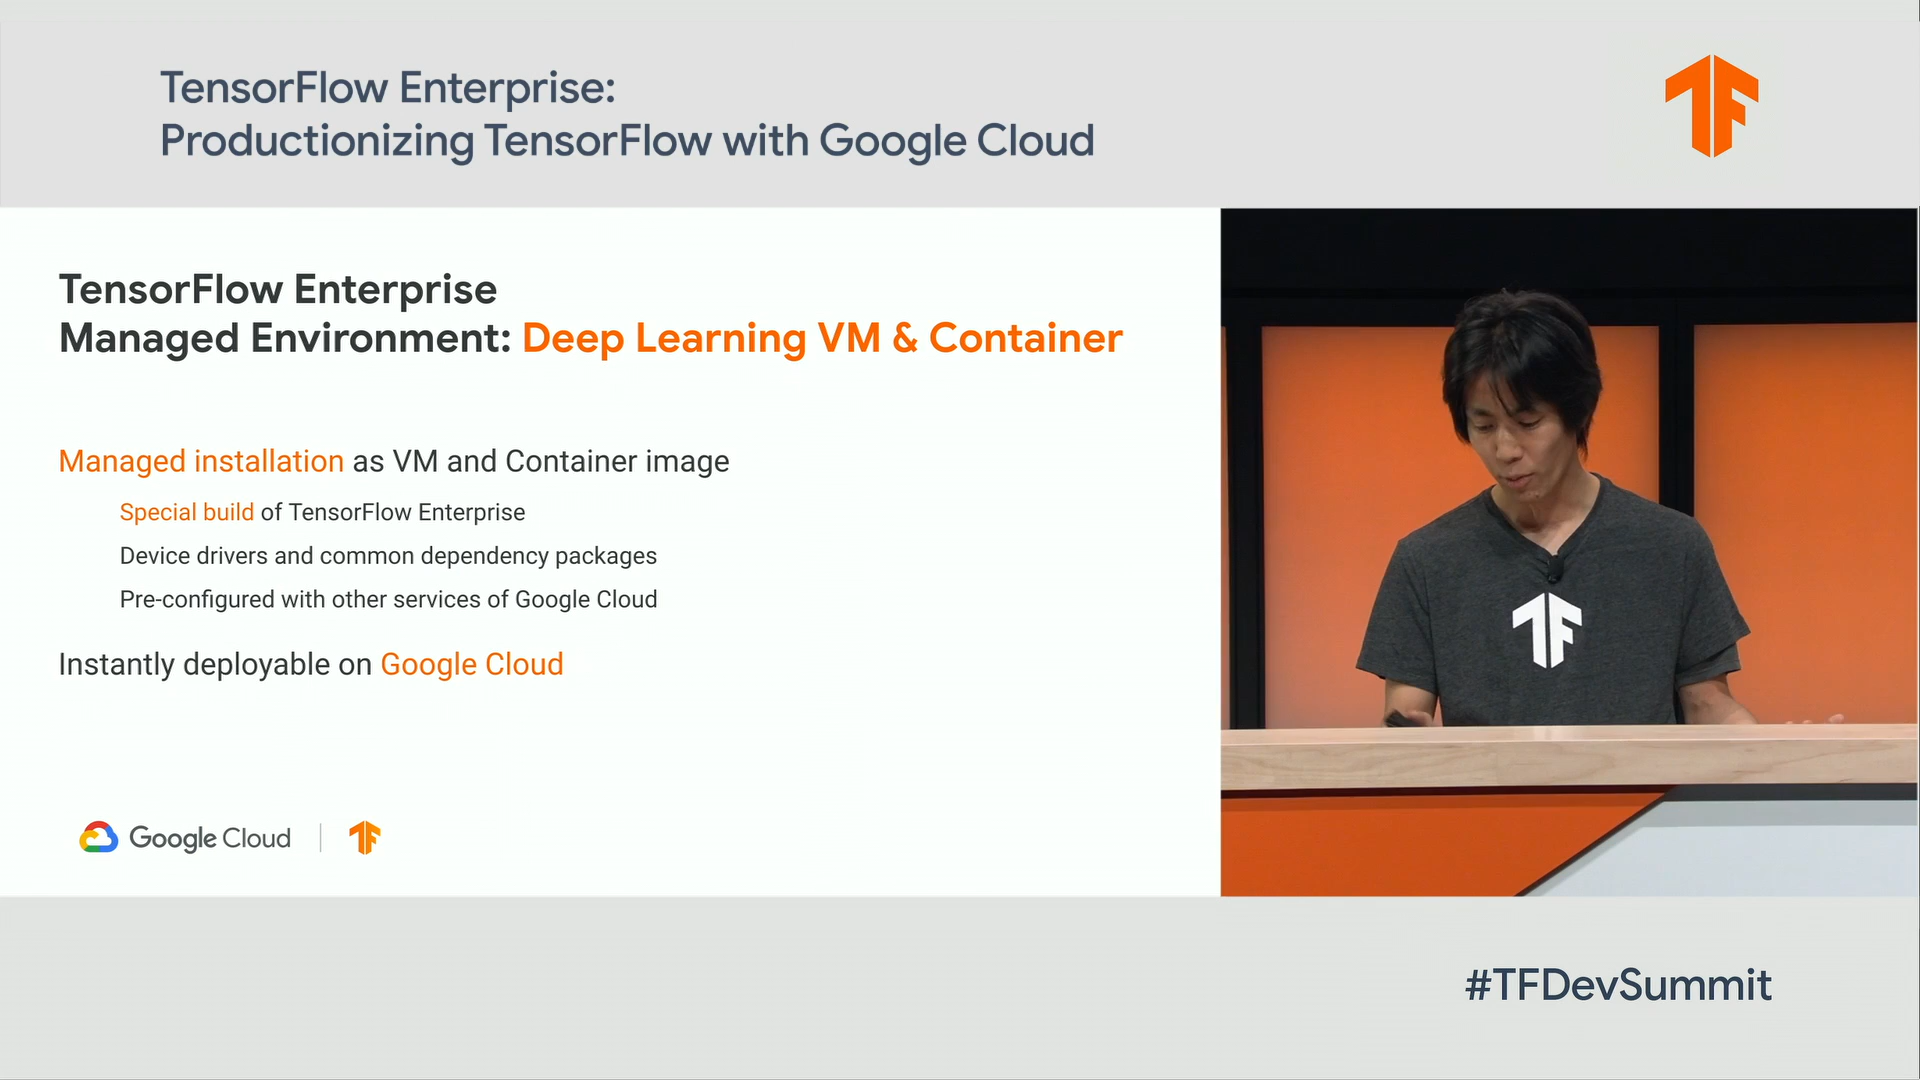 TensorFlow Enterprise:
Productionizing TensorFlow with Google Cloud
TensorFlow Enterprise
Managed Environment: Deep Learning VM & Container
Managed installation as VM and Container image
Special build of TensorFlow Enterprise
Device drivers and common dependency packages
Pre-configured with other services of Google Cloud
Instantly deployable on Google Cloud
Google Cloud
#TFDevSummit